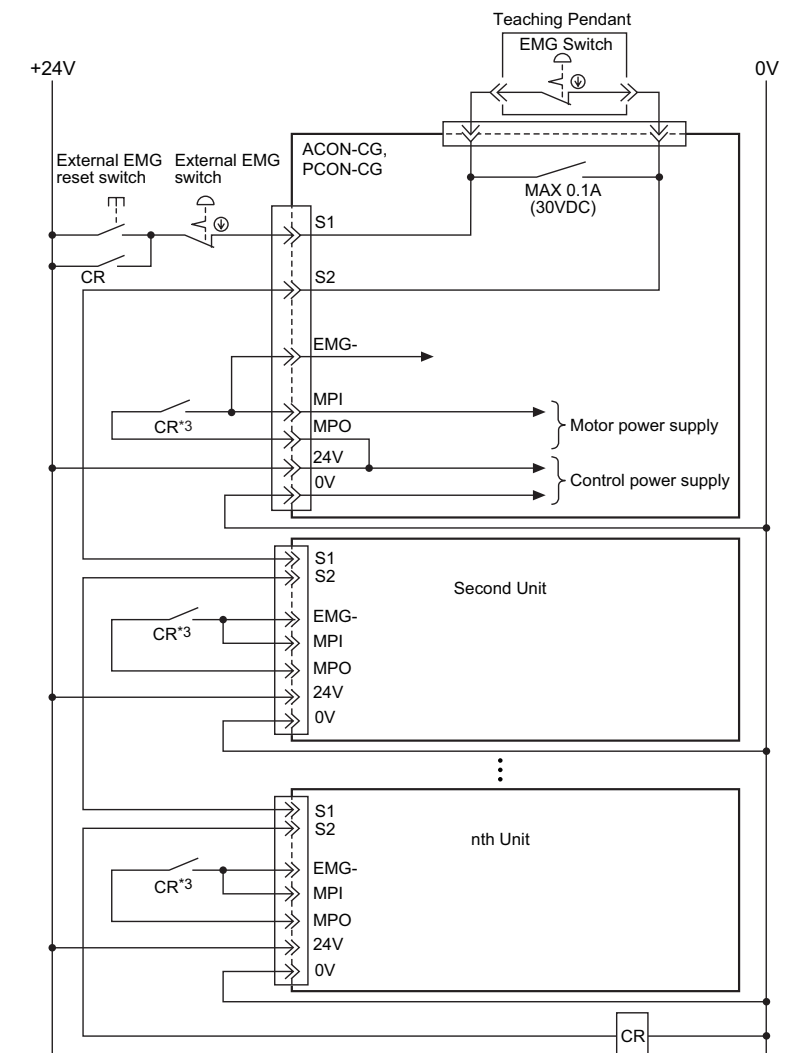 Teaching Pendant
EMG Switch
+24V
0V
External EMG
reset switch
External EMG
switch
ACON-CG,
PCON-CG
MAX 0.1A
(30VDC)
S1
CR
S2
EMG-
MPI
CR*3
MPO
Motor power supply
24V
0V
Control power supply
S1
S2
Second Unit
EMG-
CR*3
MPI
MPO
24V
0V
S1
S2
nth Unit
EMG-
CR*3
MPI
MPO
24V
0V
CR